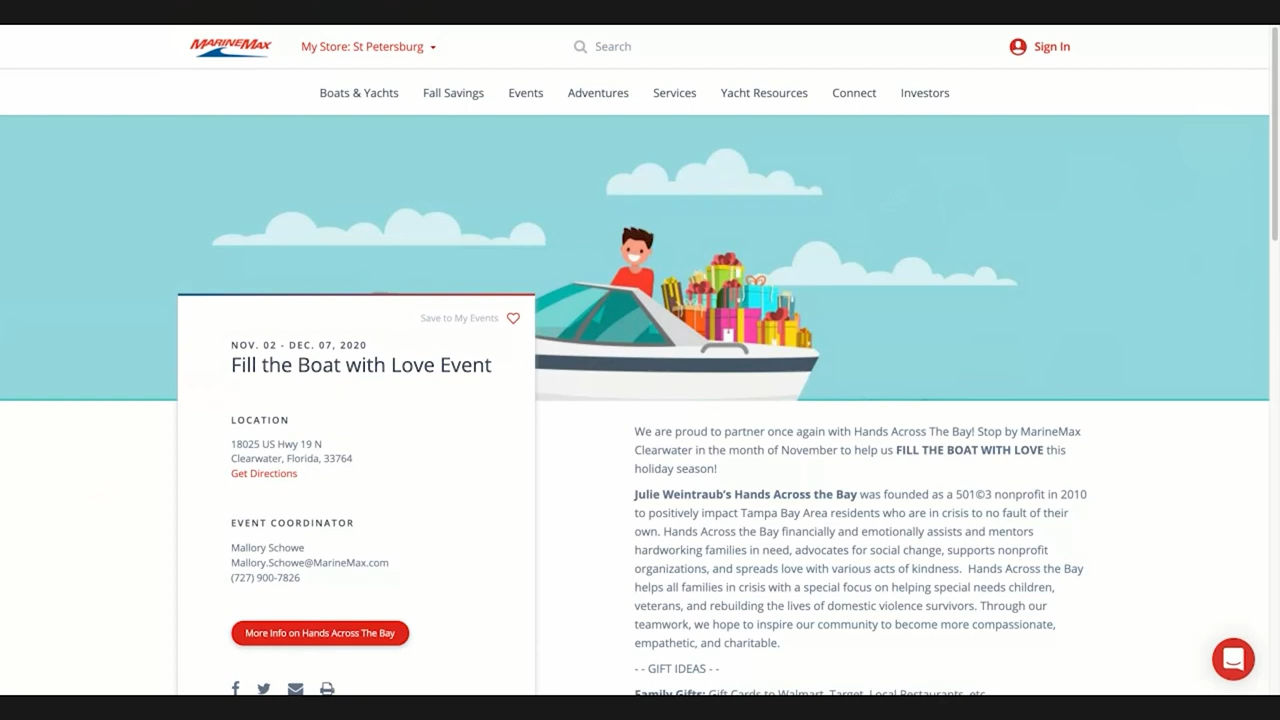 MARINEMAX
My Store: St Petersburg
Search
Sign In
Boats & Yachts
Fall Savings
Events
Adventures
Services
Yacht Resources
Connect
Investors
Save to My Events
NOV. 02 - DEC. 07, 2020
Fill the Boat with Love Event
LOCATION
18025 US Hwy 19 N
Clearwater, Florida, 33764
Get Directions
EVENT COORDINATOR
Mallory Schowe
Mallory.Schowe@MarineMax.com
(727) 900-7826
More Info on Hands Across The Bay
We are proud to partner once again with Hands Across The Bay! Stop by MarineMax
Clearwater in the month of November to help us FILL THE BOAT WITH LOVE this
holiday season!
Julie Weintraub's Hands Across the Bay was founded as a 501©3 nonprofit in 2010
to positively impact Tampa Bay Area residents who are in crisis to no fault of their
own. Hands Across the Bay financially and emotionally assists and mentors
hardworking families in need, advocates for social change, supports nonprofit
organizations, and spreads love with various acts of kindness. Hands Across the Bay
helps all families in crisis with a special focus on helping special needs children,
veterans, and rebuilding the lives of domestic violence survivors. Through our
teamwork, we hope to inspire our community to become more compassionate,
empathetic, and charitable.
- - GIFT IDEAS - -
Family Gifts: Gift Cards to Walmart, Target, Local Restaurants, etc.